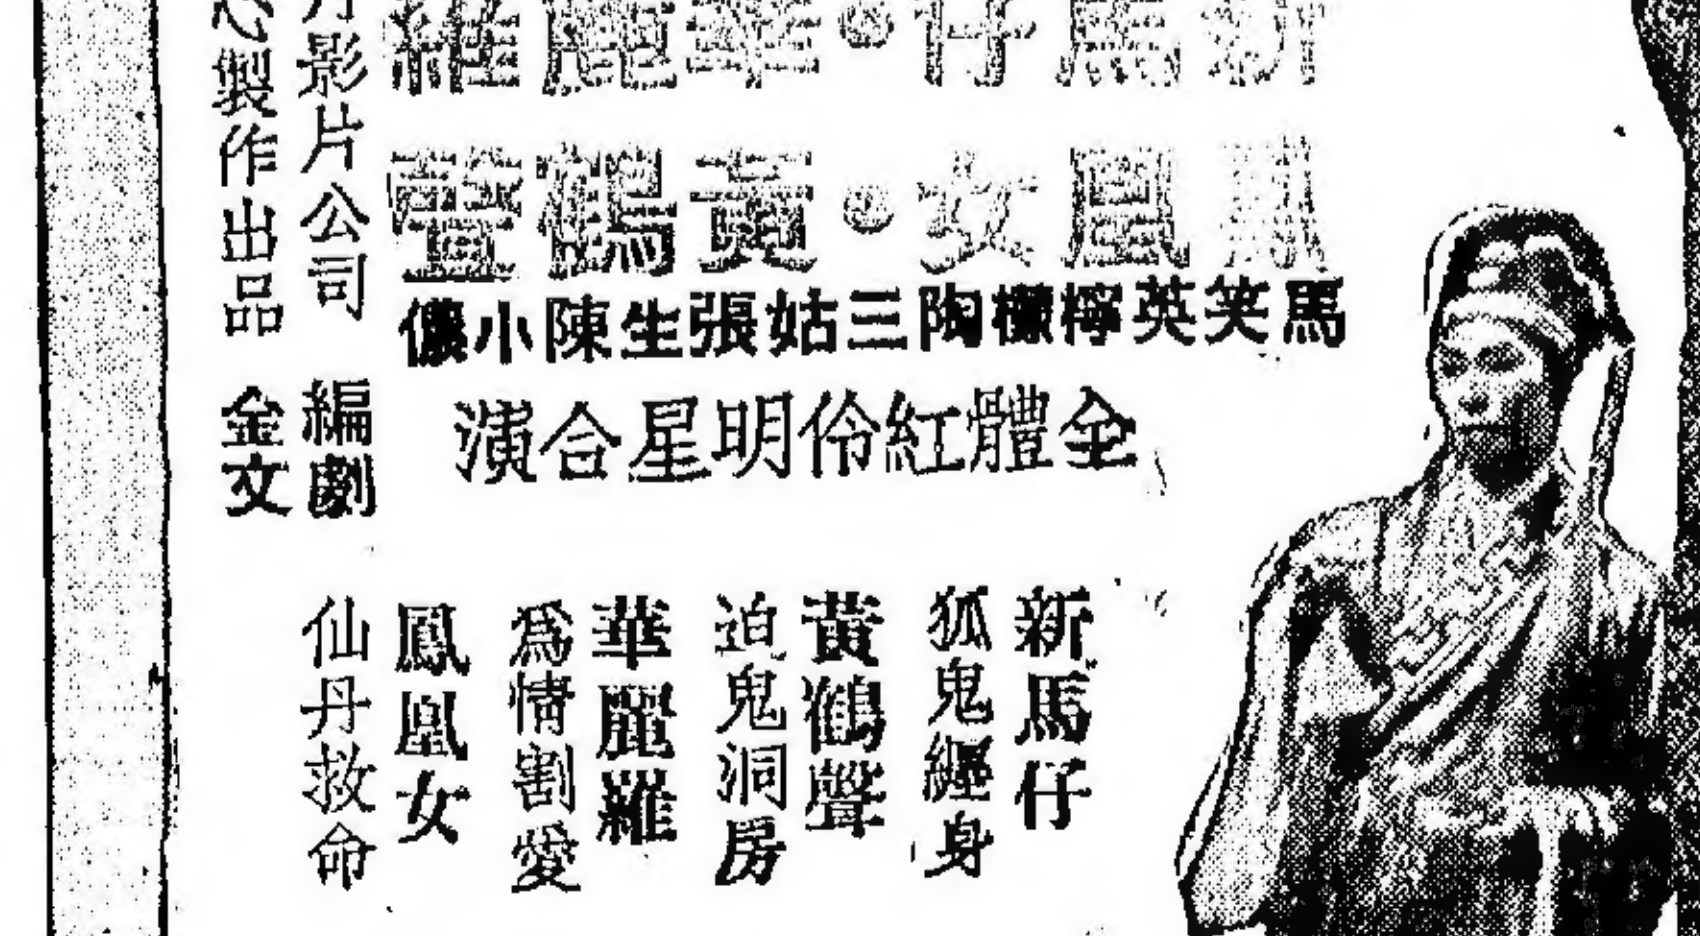 新馬仔•華麗羅
鳳凰女•黃鶴聲
馬笑英檸檬陶三姑張生陳小儂
全體紅伶明星合演
影片公司
製作出品
編劇
金文
新馬仔
狐鬼纏身
黃鶴聲
迫鬼洞房
華麗羅
為情割愛
鳳凰女
仙丹救命